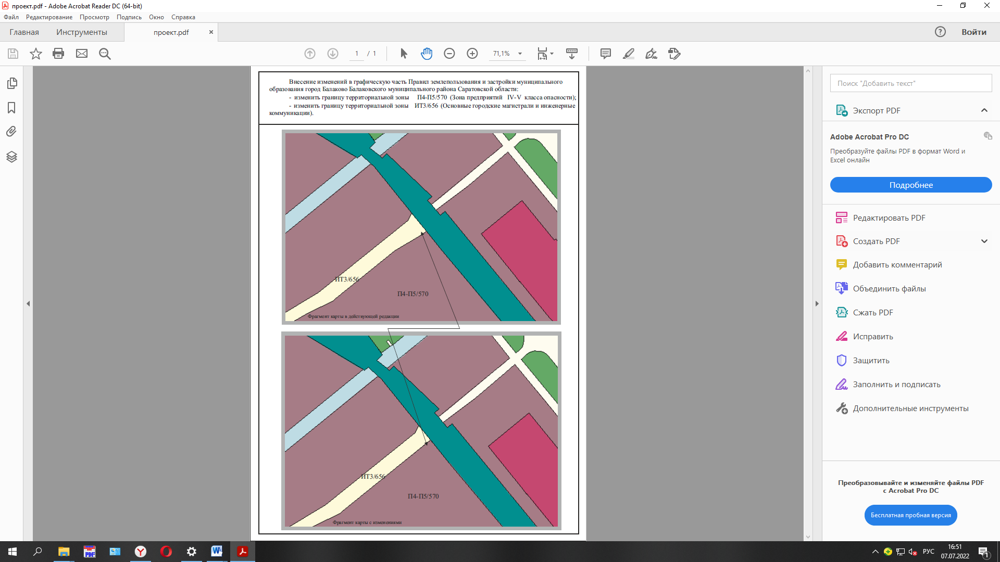 проект.pdf - Adobe Acrobat Reader DC (64-bit)
Файл Редактирование Просмотр Подпись Окно Справка
Главная Инструменты проект.pdf × Войти
1 / 1 71,1%
Внесение изменений в графическую часть Правил землепользования и застройки муниципального
образования город Балаково Балаковского муниципального района Саратовской области:
- изменить границу территориальной зоны П4-П5/570 (Зона предприятий IV-V класса опасности);
- изменить границу территориальной зоны ИТ3/656 (Основные городские магистрали и инженерные
коммуникации).
ИТ3/656
П4-П5/570
Фрагмент карты в действующей редакции
ИТ3/656
П4-П5/570
Фрагмент карты с изменениями
Поиск "Добавить текст"
Экспорт PDF
Adobe Acrobat Pro DC
Преобразуйте файлы PDF в формат Word и
Excel онлайн
Подробнее
Редактировать PDF
Создать PDF
Добавить комментарий
Объединить файлы
Сжать PDF
Исправить
Защитить
Заполнить и подписать
Дополнительные инструменты
Преобразовывайте и изменяйте файлы PDF
с Acrobat Pro DC
Бесплатная пробная версия
РУС
16:51
07.07.2022
1